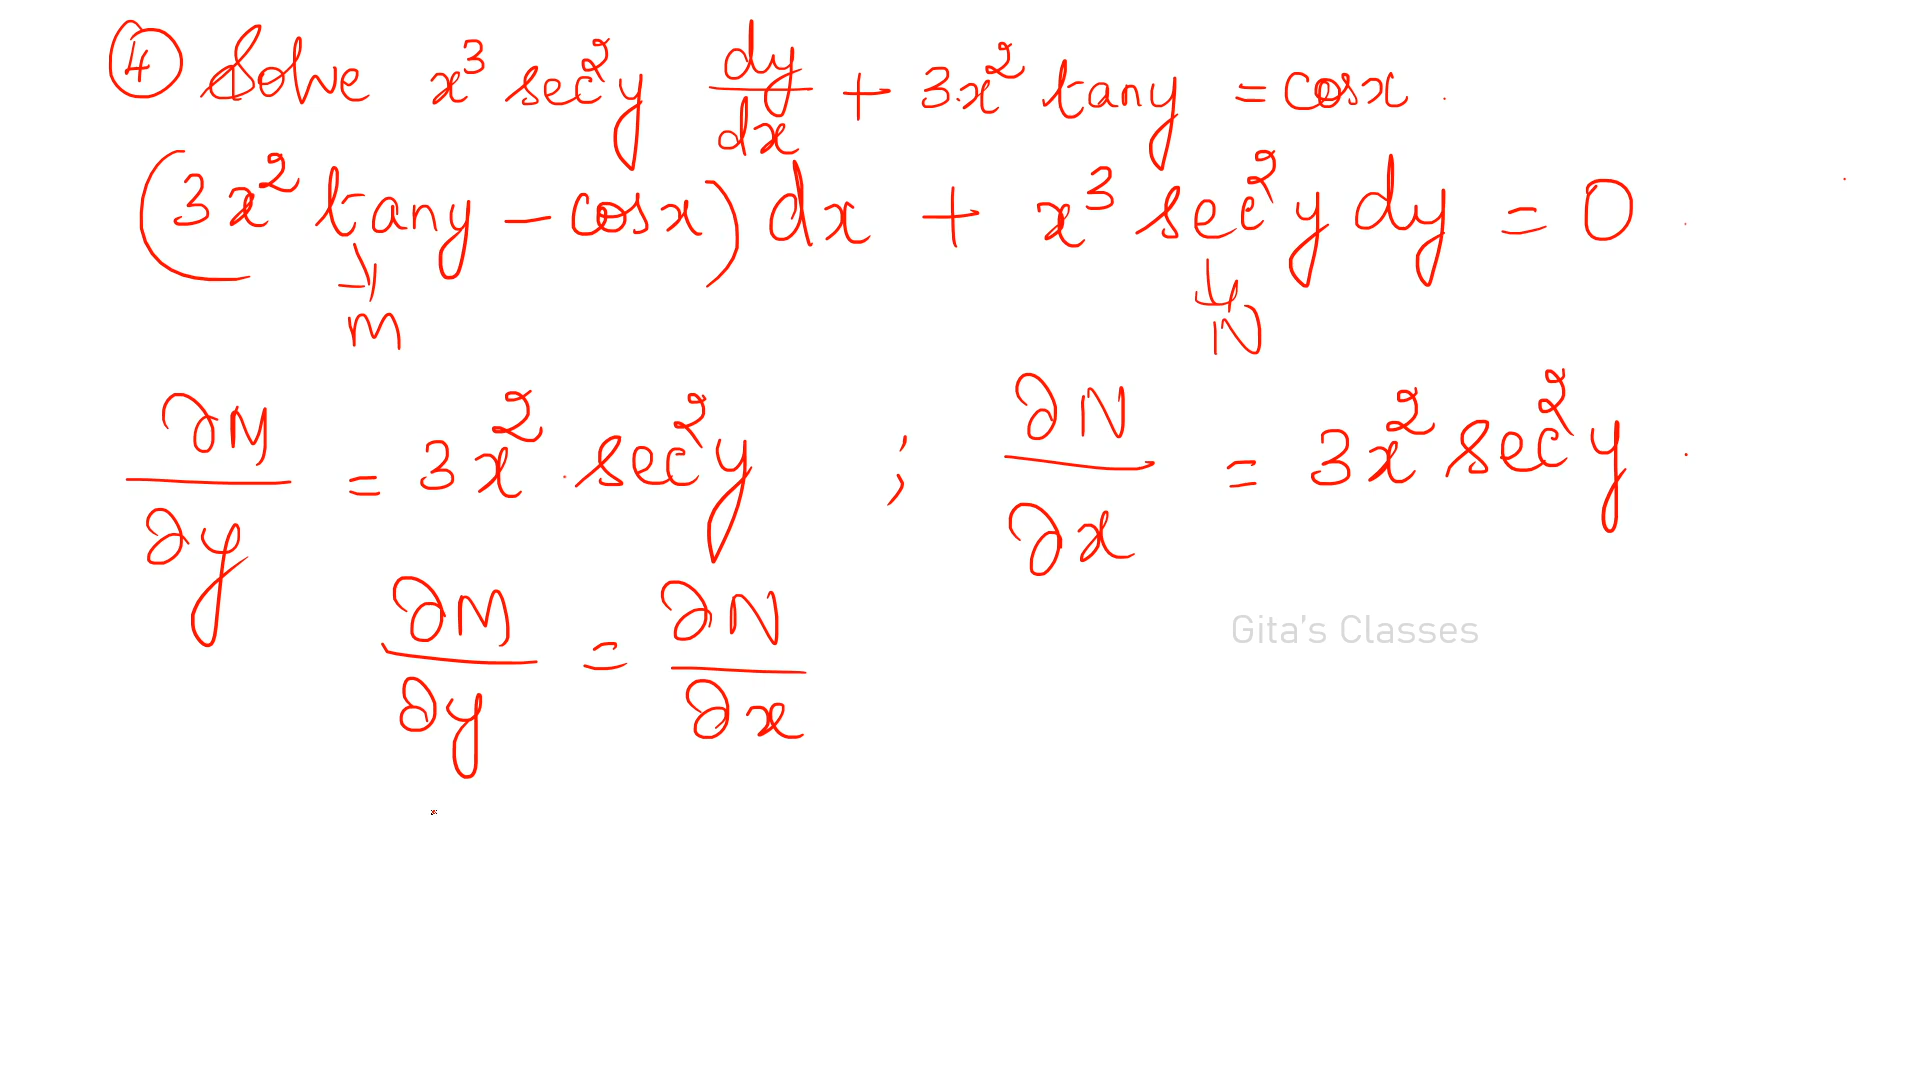 ④ Solve x³ sec²y dy/dx + 3x² tany = cosx.
(3x² tany - cosx) dx + x³ sec²y dy = 0.
M N
∂M/∂y = 3x².sec²y ; ∂N/∂x = 3x² sec²y.
∂M/∂y = ∂N/∂x
Gita's Classes